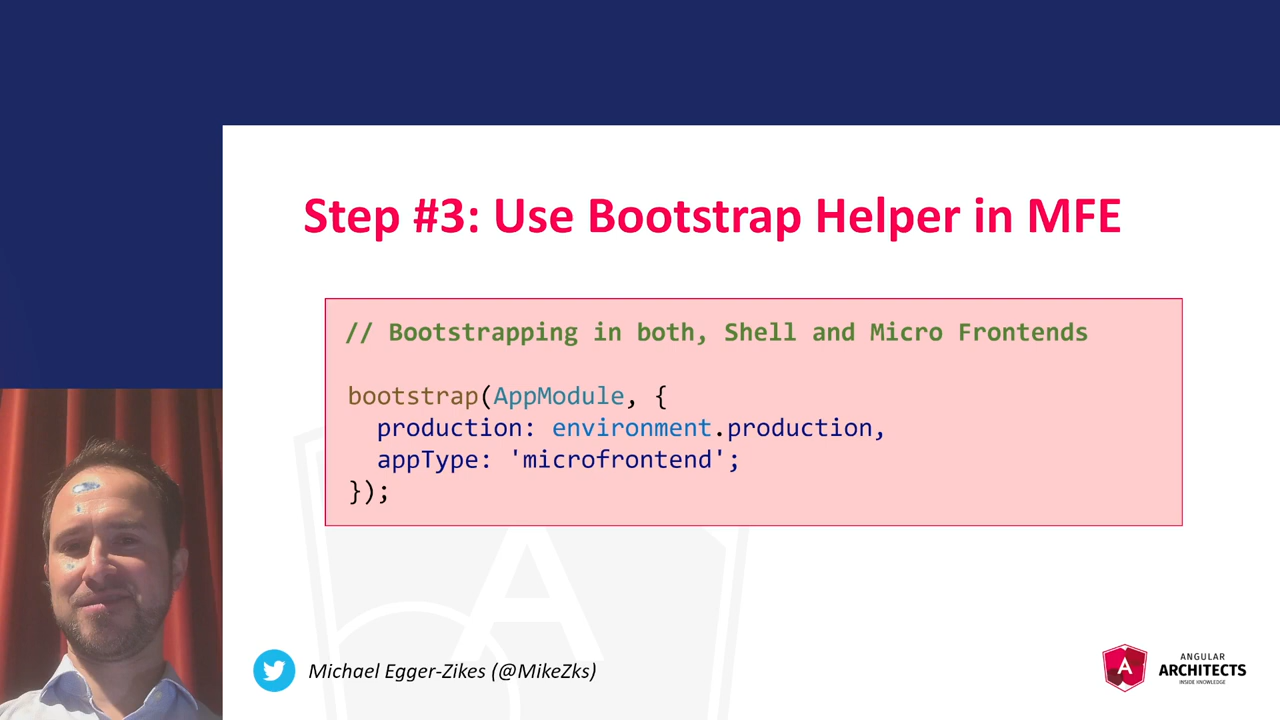 Step #3: Use Bootstrap Helper in MFE
// Bootstrapping in both, Shell and Micro Frontends
bootstrap(AppModule, {
  production: environment.production,
  appType: 'microfrontend';
});
Michael Egger-Zikes (@MikeZks)
A
ANGULAR
ARCHITECTS
INSIDE KNOWLEDGE